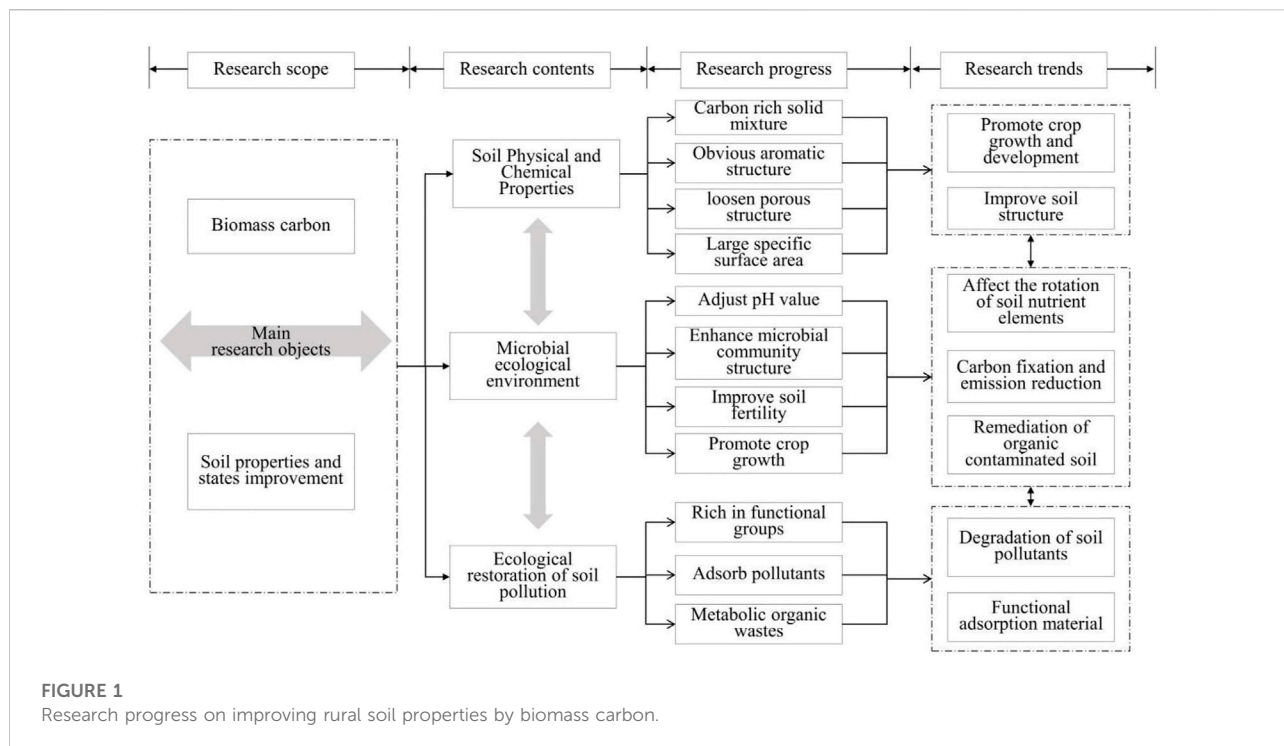 Research scope
Research contents
Research progress
Research trends
Biomass carbon
Main
research objects
Soil properties and
states improvement
Soil Physical and
Chemical
Properties
Microbial
ecological
environment
Ecological
restoration of soil
pollution
Carbon rich solid
mixture
Obvious aromatic
structure
loosen porous
structure
Large specific
surface area
Adjust pH value
Enhance microbial
community
structure
Improve soil
fertility
Promote crop
growth
Rich in functional
groups
Adsorb pollutants
Metabolic organic
wastes
Promote crop
growth and
development
Improve soil
structure
Affect the rotation
of soil nutrient
elements
Carbon fixation and
emission reduction
Remediation of
organic
contaminated soil
Degradation of soil
pollutants
Functional
adsorption material
FIGURE 1
Research progress on improving rural soil properties by biomass carbon.